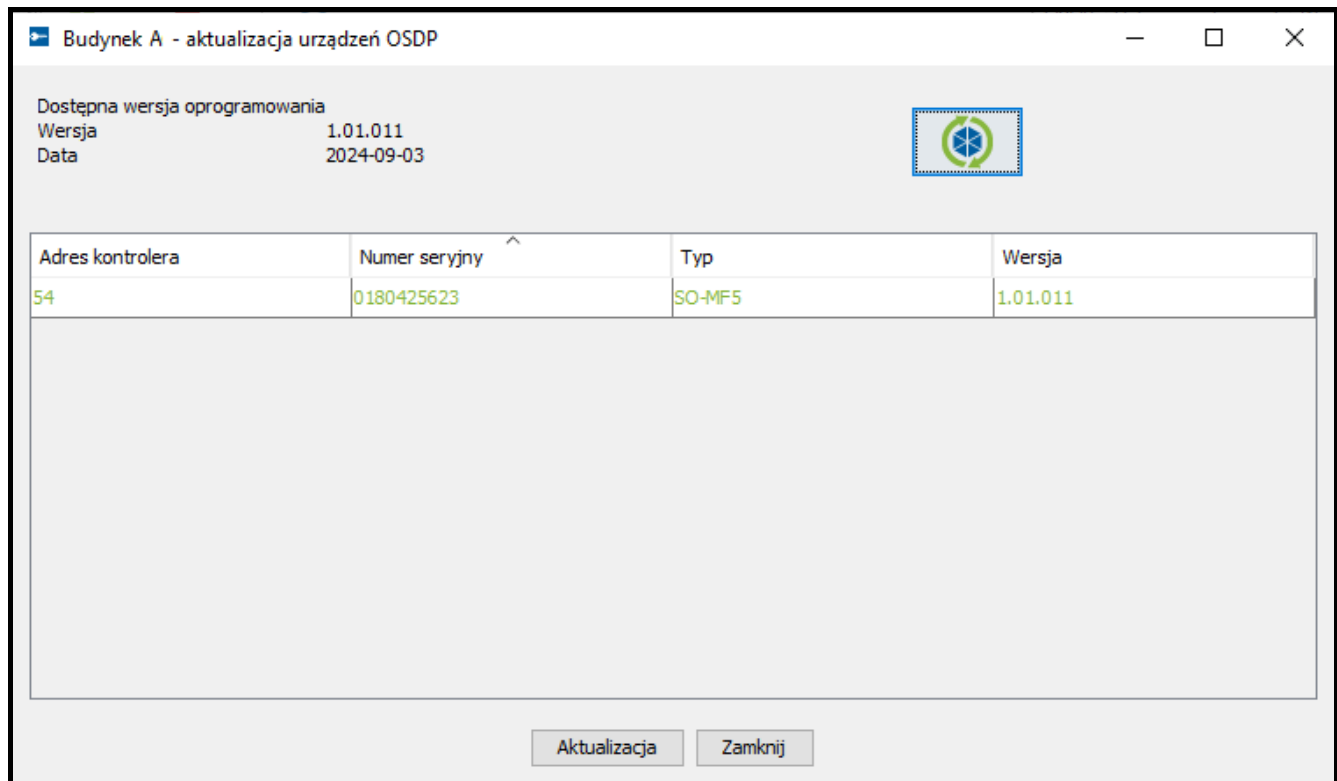 Budynek A - aktualizacja urządzeń OSDP
Dostępna wersja oprogramowania
Wersja 1.01.011
Data 2024-09-03
Adres kontrolera Numer seryjny Typ Wersja
54 0180425623 SO-MF5 1.01.011
Aktualizacja Zamknij